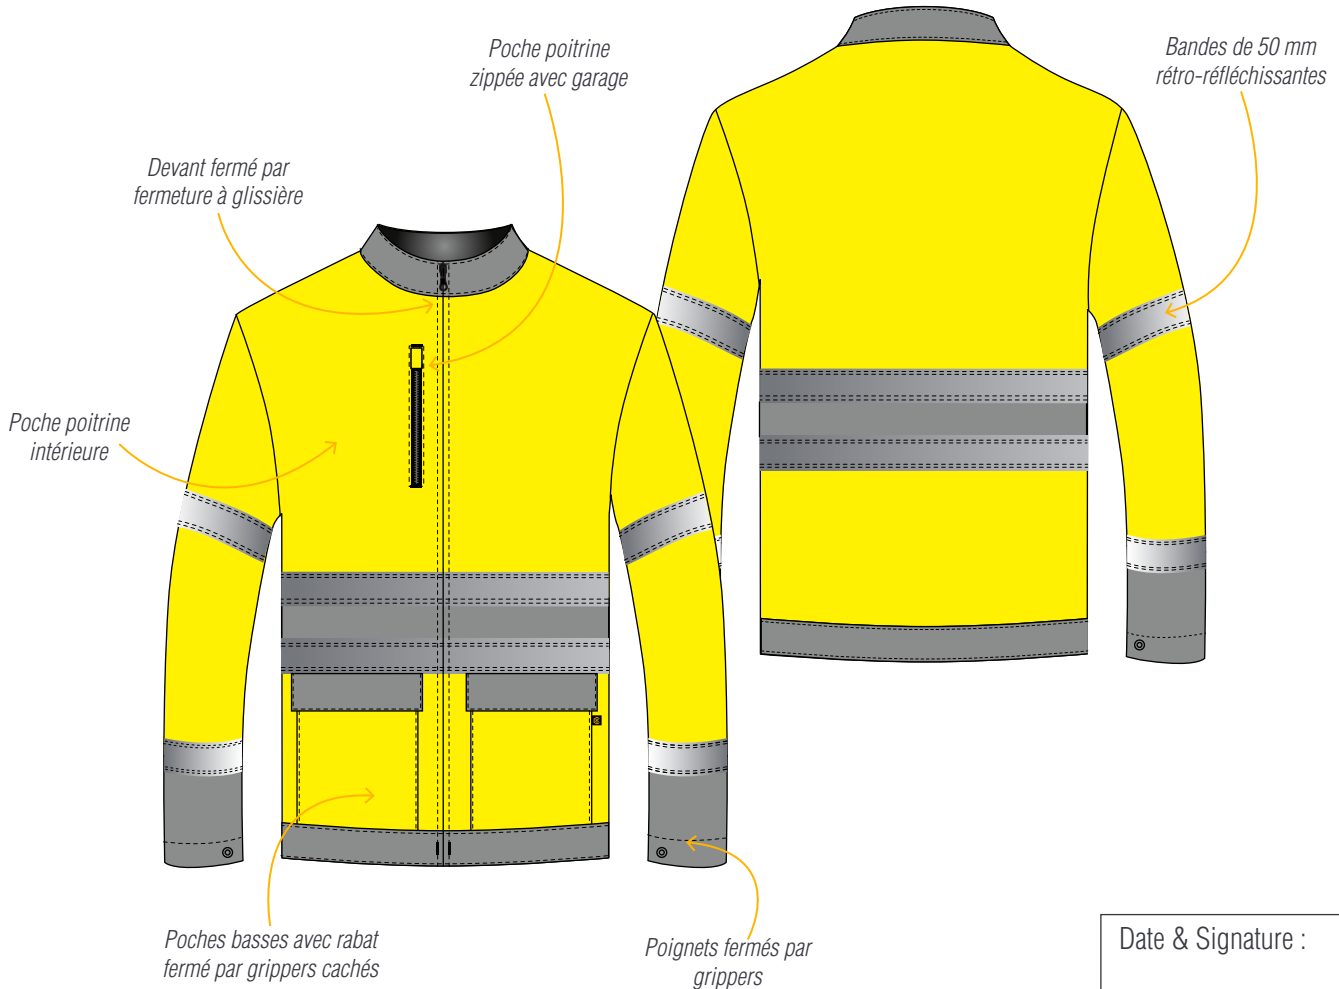 Poche poitrine
zippée avec garage
Bandes de 50 mm
rétro-réfléchissantes
Devant fermé par
fermeture à glissière
Poche poitrine
intérieure
Poches basses avec rabat
fermé par grippers cachés
Poignets fermés par
grippers
Date & Signature :